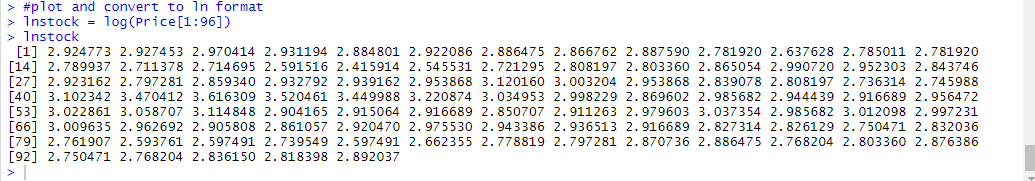 > #plot and convert to ln format
> lnstock = log(Price[1:96])
> lnstock
[1] 2.924773 2.927453 2.970414 2.931194 2.884801 2.922086 2.886475 2.866762 2.887590 2.781920 2.637628 2.785011 2.781920
[14] 2.789937 2.711378 2.714695 2.591516 2.415914 2.545531 2.721295 2.808197 2.803360 2.865054 2.990720 2.952303 2.843746
[27] 2.923162 2.797281 2.859340 2.932792 2.939162 2.953868 3.120160 3.003204 2.953868 2.839078 2.808197 2.736314 2.745988
[40] 3.102342 3.470412 3.616309 3.520461 3.449988 3.220874 3.034953 2.998229 2.869602 2.985682 2.944439 2.916689 2.956472
[53] 3.022861 3.058707 3.114848 2.904165 2.915064 2.916689 2.850707 2.911263 2.979603 3.037354 2.985682 3.012098 2.997231
[66] 3.009635 2.962692 2.905808 2.861057 2.920470 2.975530 2.943386 2.936513 2.916689 2.827314 2.826129 2.750471 2.832036
[79] 2.761907 2.593761 2.597491 2.739549 2.597491 2.662355 2.778819 2.797281 2.870736 2.886475 2.768204 2.803360 2.876386
[92] 2.750471 2.768204 2.836150 2.818398 2.892037
>